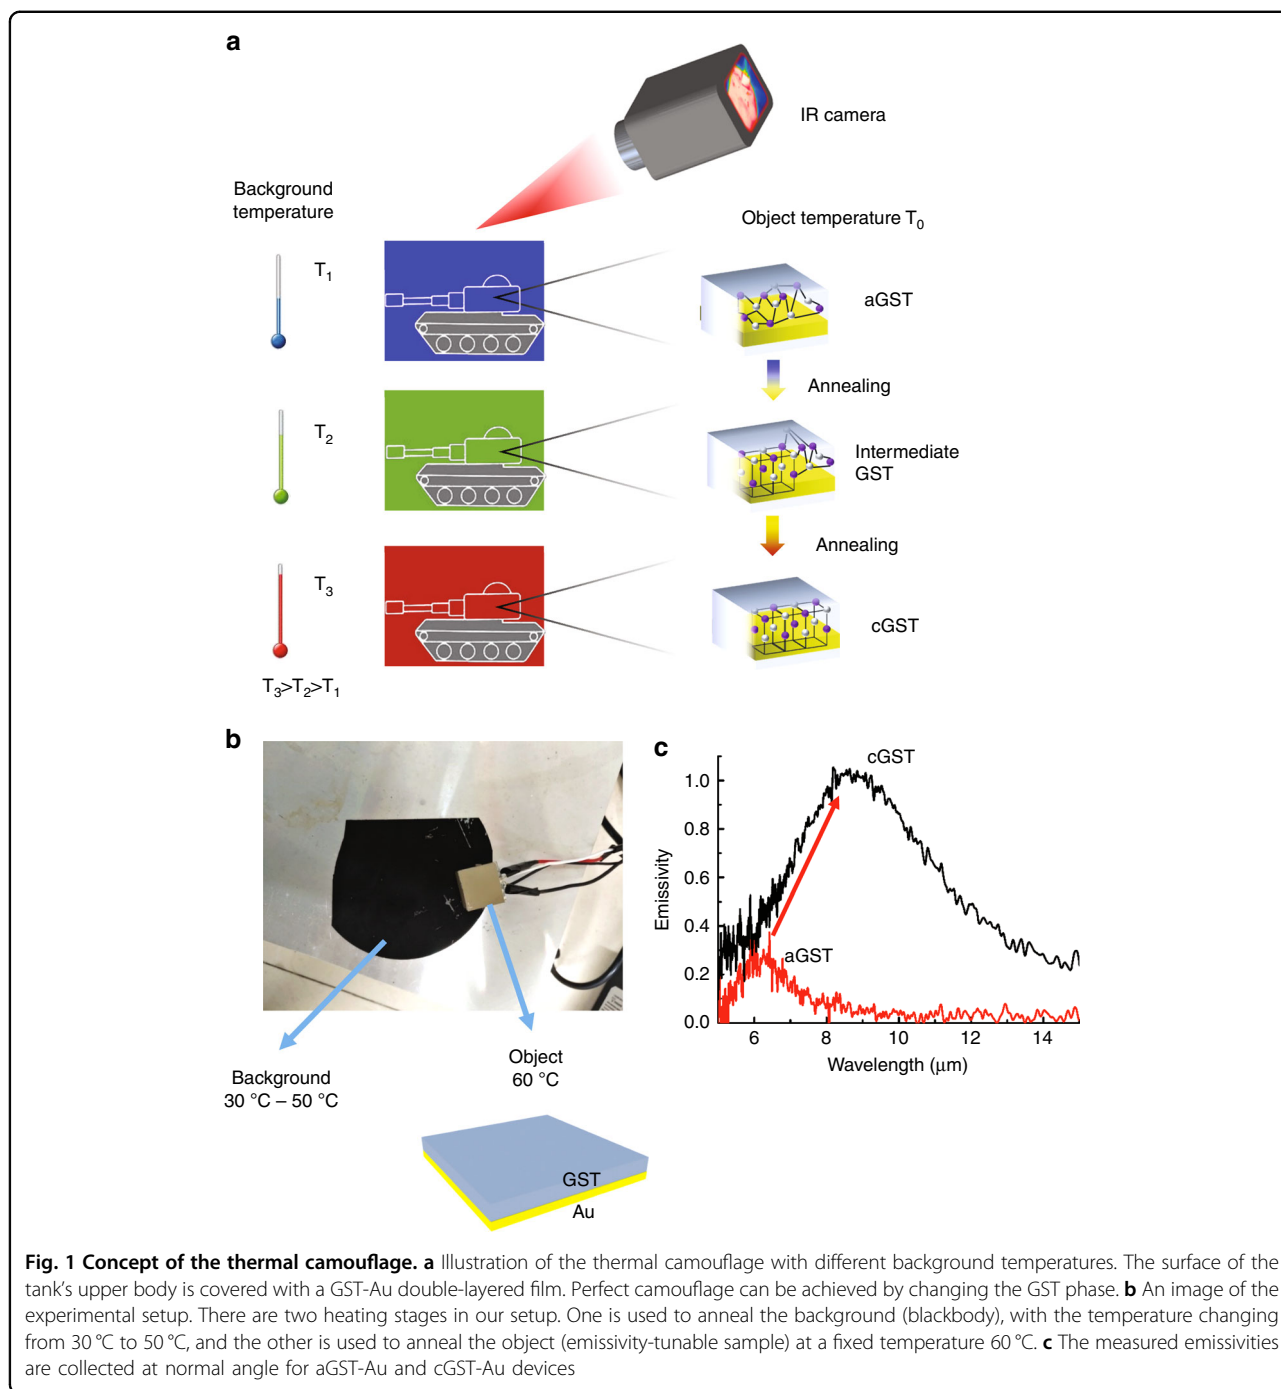 a
IR camera
Background
temperature
Object temperature T₀
T₁
aGST
Annealing
T₂
Intermediate
GST
Annealing
T₃
cGST
T₃>T₂>T₁
b
c
cGST
1.0
0.8
0.6
0.4
0.2
0.0
Emissivity
aGST
6
8
10
12
14
Wavelength (μm)
Background
30 °C – 50 °C
Object
60 °C
GST
Au
Fig. 1 Concept of the thermal camouflage. a Illustration of the thermal camouflage with different background temperatures. The surface of the
tank's upper body is covered with a GST-Au double-layered film. Perfect camouflage can be achieved by changing the GST phase. b An image of the
experimental setup. There are two heating stages in our setup. One is used to anneal the background (blackbody), with the temperature changing
from 30 °C to 50 °C, and the other is used to anneal the object (emissivity-tunable sample) at a fixed temperature 60 °C. c The measured emissivities
are collected at normal angle for aGST-Au and cGST-Au devices